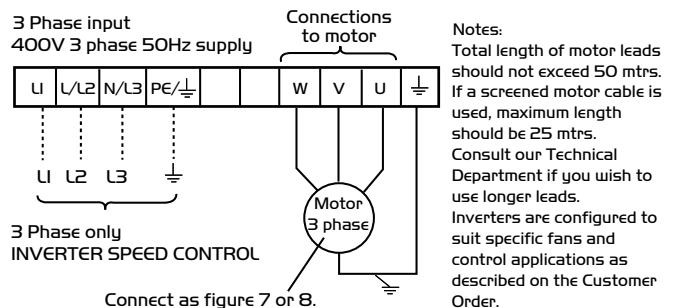 3 Phase input
400V 3 phase 50Hz supply
Connections
to motor
L1 L/L2 N/L3 PE/⏚ W V U ⏚
L1 L2 L3 ⏚
3 Phase only
INVERTER SPEED CONTROL
Motor
3 phase
Connect as figure 7 or 8.
Notes:
Total length of motor leads
should not exceed 50 mtrs.
If a screened motor cable is
used, maximum length
should be 25 mtrs.
Consult our Technical
Department if you wish to
use longer leads.
Inverters are configured to
suit specific fans and
control applications as
described on the Customer
Order.